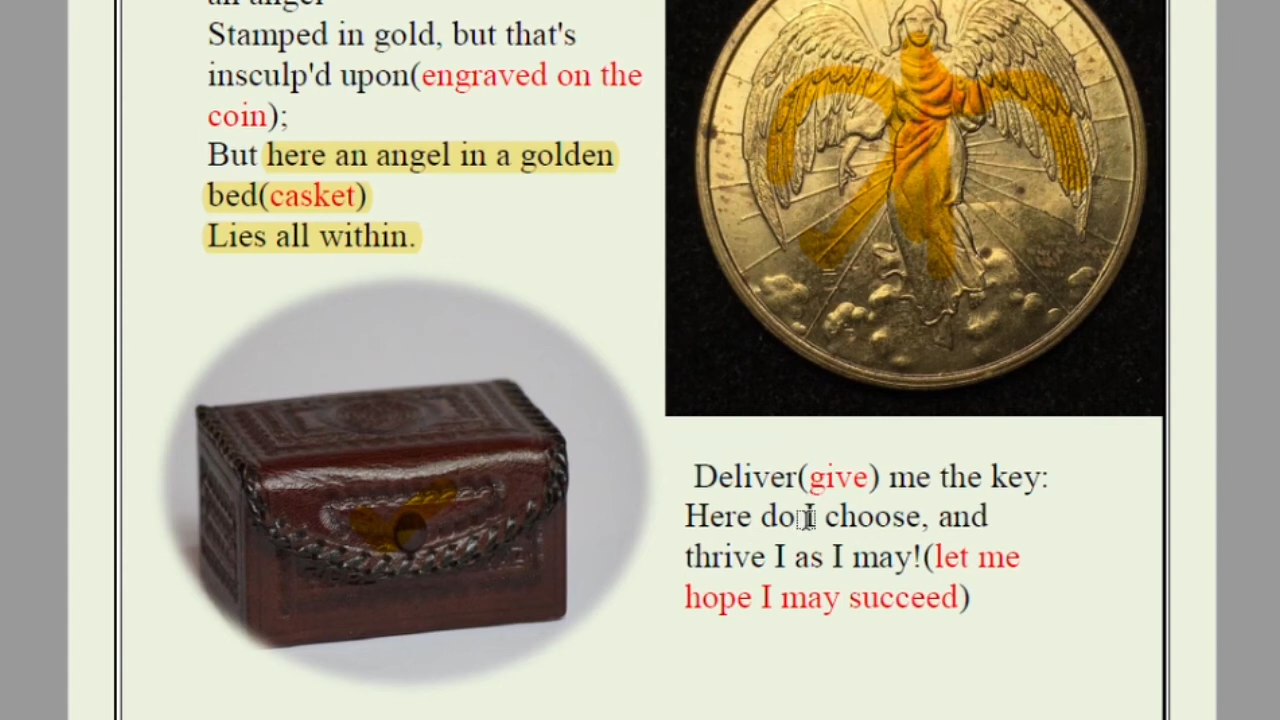 an angel
Stamped in gold, but that's
insculp'd upon(engraved on the
coin);
But here an angel in a golden
bed(casket)
Lies all within.
Deliver(give) me the key:
Here do I choose, and
thrive I as I may!(let me
hope I may succeed)